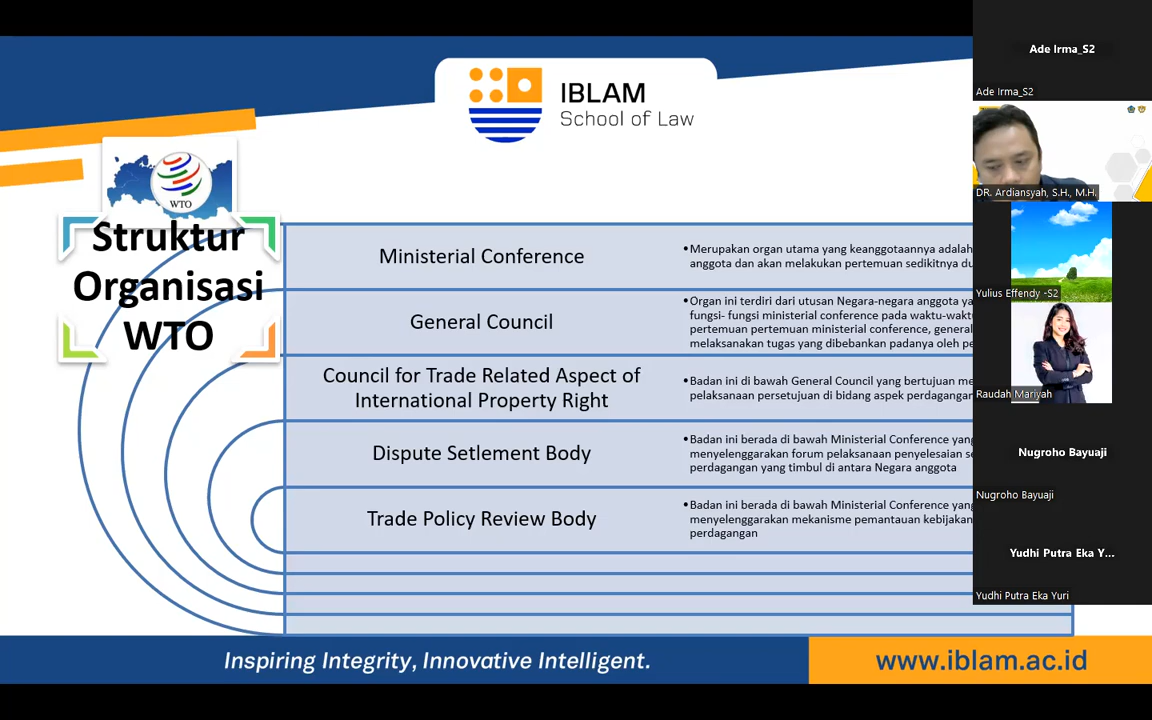 IBLAM
School of Law
WTO
Struktur
Organisasi
WTO
Ministerial Conference
•Merupakan organ utama yang keanggotaannya adalah
anggota dan akan melakukan pertemuan sedikitnya du
General Council
•Organ ini terdiri dari utusan Negara-negara anggota ya
fungsi- fungsi ministerial conference pada waktu-waktu
pertemuan pertemuan ministerial conference, general
melaksanakan tugas yang dibebankan padanya oleh pe
Council for Trade Related Aspect of
International Property Right
•Badan ini di bawah General Council yang bertujuan me
pelaksanaan persetujuan di bidang aspek perdagangan
Dispute Setlement Body
•Badan ini berada di bawah Ministerial Conference yang
menyelenggarakan forum pelaksanaan penyelesaian se
perdagangan yang timbul di antara Negara anggota
Trade Policy Review Body
•Badan ini berada di bawah Ministerial Conference yang
menyelenggarakan mekanisme pemantauan kebijakan
perdagangan
Inspiring Integrity, Innovative Intelligent.
www.iblam.ac.id
Ade Irma_S2
Ade Irma_S2
DR. Ardiansyah, S.H., M.H.
Yulius Effendy -S2
Raudah Mariyah
Nugroho Bayuaji
Nugroho Bayuaji
Yudhi Putra Eka Y...
Yudhi Putra Eka Yuri